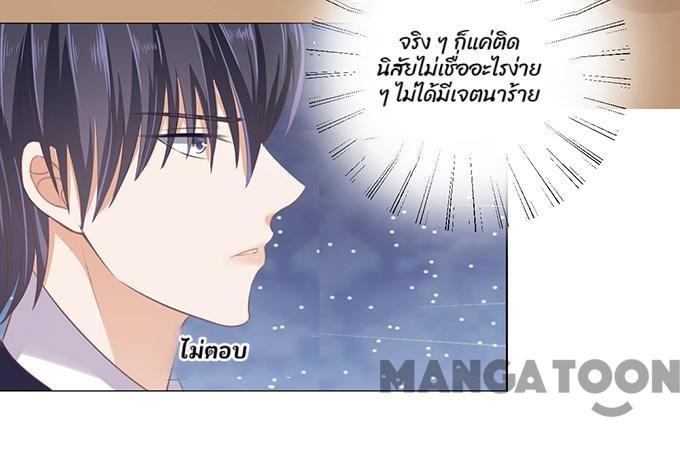 จริง ๆ ก็แค่ติด
นิสัยไม่เชื่ออะไรง่าย
ๆ ไม่ได้มีเจตนาร้าย
ไม่ตอบ
MANGATOON